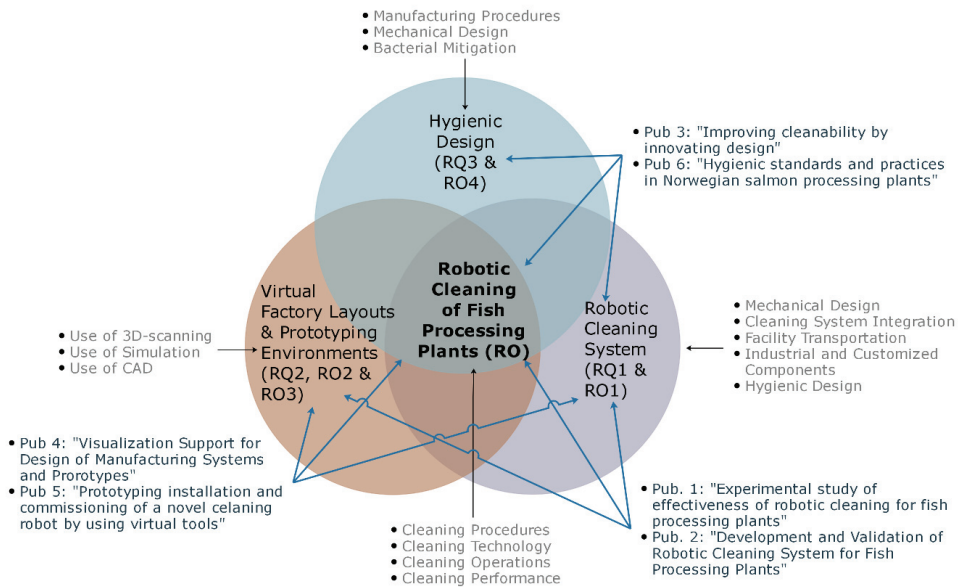 • Manufacturing Procedures
• Mechanical Design
• Bacterial Mitigation
Hygienic
Design
(RQ3 &
RO4)
• Pub 3: "Improving cleanability by
innovating design"
• Pub 6: "Hygienic standards and practices
in Norwegian salmon processing plants"
Robotic
Cleaning
of Fish
Processing
Plants (RO)
Virtual
Factory Layouts
& Prototyping
Environments
(RQ2, RO2 &
RO3)
Robotic
Cleaning
System
(RQ1 &
RO1)
• Use of 3D-scanning
• Use of Simulation
• Use of CAD
• Mechanical Design
• Cleaning System Integration
• Facility Transportation
• Industrial and Customized
Components
• Hygienic Design
• Pub 4: "Visualization Support for
Design of Manufacturing Systems
and Prorotypes"
• Pub 5: "Prototyping installation and
commissioning of a novel celaning
robot by using virtual tools"
• Cleaning Procedures
• Cleaning Technology
• Cleaning Operations
• Cleaning Performance
• Pub. 1: "Experimental study of
effectiveness of robotic cleaning for fish
processing plants"
• Pub. 2: "Development and Validation of
Robotic Cleaning System for Fish
Processing Plants"